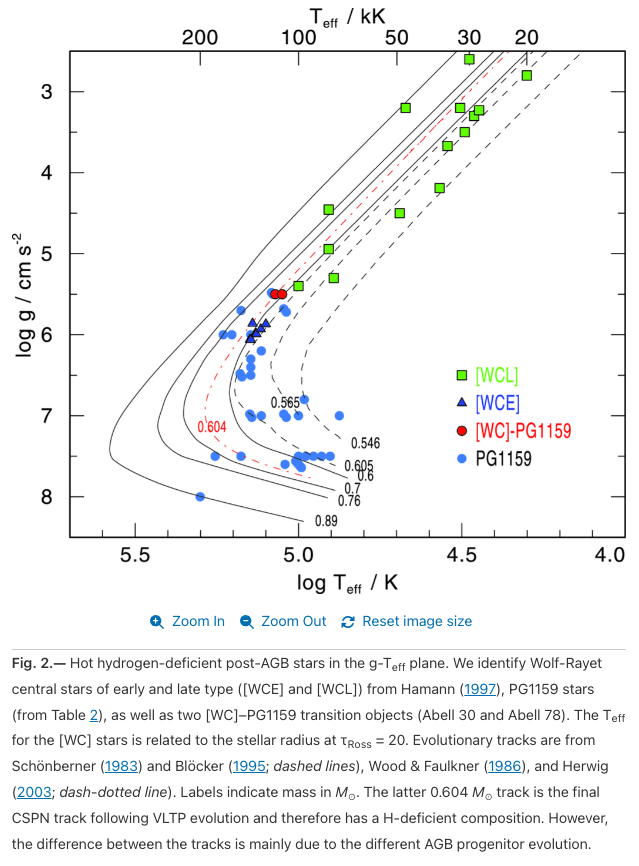 T_eff / kK
200 100 50 30 20
3
4
5
6
7
8
log g / cm s⁻²
0.604
0.565
0.546
0.605
0.6
0.7
0.76
0.89
[WCL]
[WCE]
[WC]-PG1159
PG1159
5.5 5.0 4.5 4.0
log T_eff / K
Zoom In Zoom Out Reset image size
Fig. 2.— Hot hydrogen-deficient post-AGB stars in the g-T_eff plane. We identify Wolf-Rayet
central stars of early and late type ([WCE] and [WCL]) from Hamann (1997), PG1159 stars
(from Table 2), as well as two [WC]–PG1159 transition objects (Abell 30 and Abell 78). The T_eff
for the [WC] stars is related to the stellar radius at τ_Ross = 20. Evolutionary tracks are from
Schönberner (1983) and Blöcker (1995; dashed lines), Wood & Faulkner (1986), and Herwig
(2003; dash-dotted line). Labels indicate mass in M_⊙. The latter 0.604 M_⊙ track is the final
CSPN track following VLTP evolution and therefore has a H-deficient composition. However,
the difference between the tracks is mainly due to the different AGB progenitor evolution.